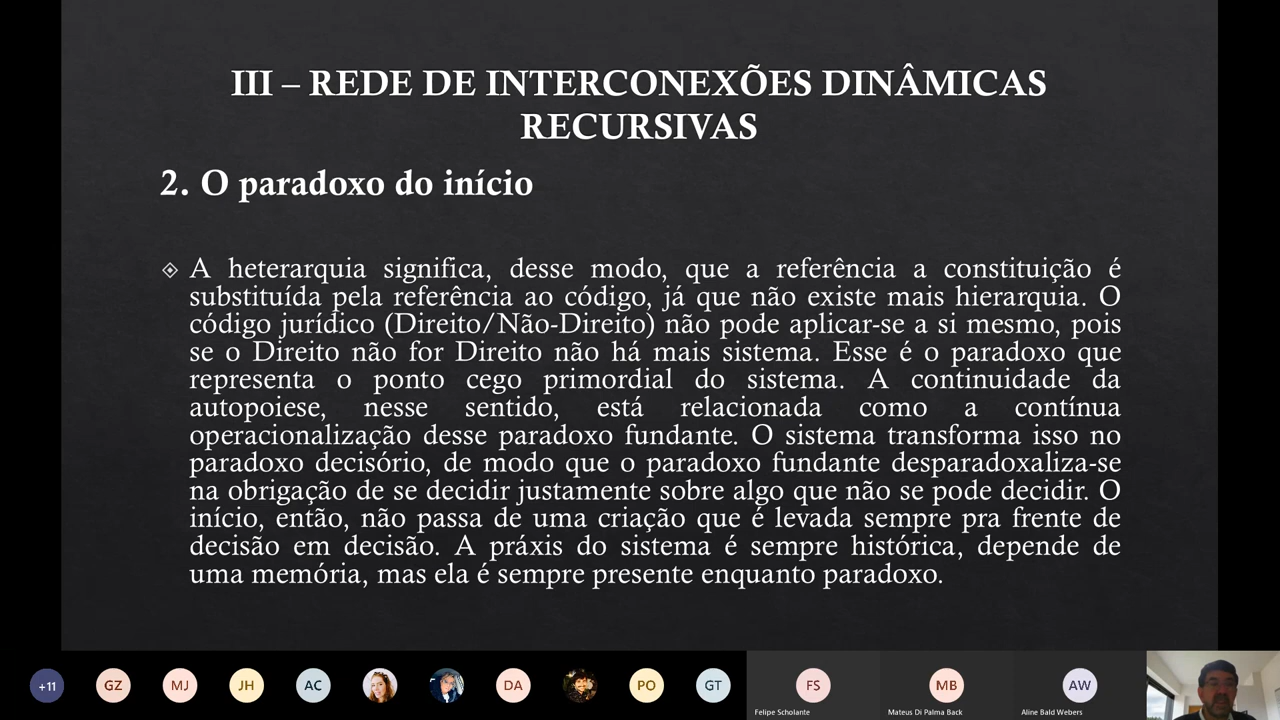 III – REDE DE INTERCONEXÕES DINÂMICAS
RECURSIVAS
2. O paradoxo do início
A heterarquia significa, desse modo, que a referência a constituição é
substituída pela referência ao código, já que não existe mais hierarquia. O
código jurídico (Direito/Não-Direito) não pode aplicar-se a si mesmo, pois
se o Direito não for Direito não há mais sistema. Esse é o paradoxo que
representa o ponto cego primordial do sistema. A continuidade da
autopoiese, nesse sentido, está relacionada como a contínua
operacionalização desse paradoxo fundante. O sistema transforma isso no
paradoxo decisório, de modo que o paradoxo fundante desparadoxaliza-se
na obrigação de se decidir justamente sobre algo que não se pode decidir. O
início, então, não passa de uma criação que é levada sempre pra frente de
decisão em decisão. A práxis do sistema é sempre histórica, depende de
uma memória, mas ela é sempre presente enquanto paradoxo.
+11 GZ MJ JH AC DA PO GT FS MB AW
Felipe Scholante Mateus Di Palma Back Aline Bald Webers